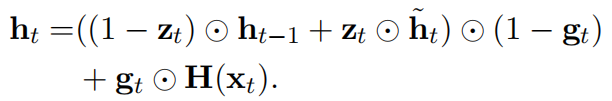 h_t =((1 − z_t) ⊙ h_{t−1} + z_t ⊙ h̃_t) ⊙ (1 − g_t)
+ g_t ⊙ H(x_t).